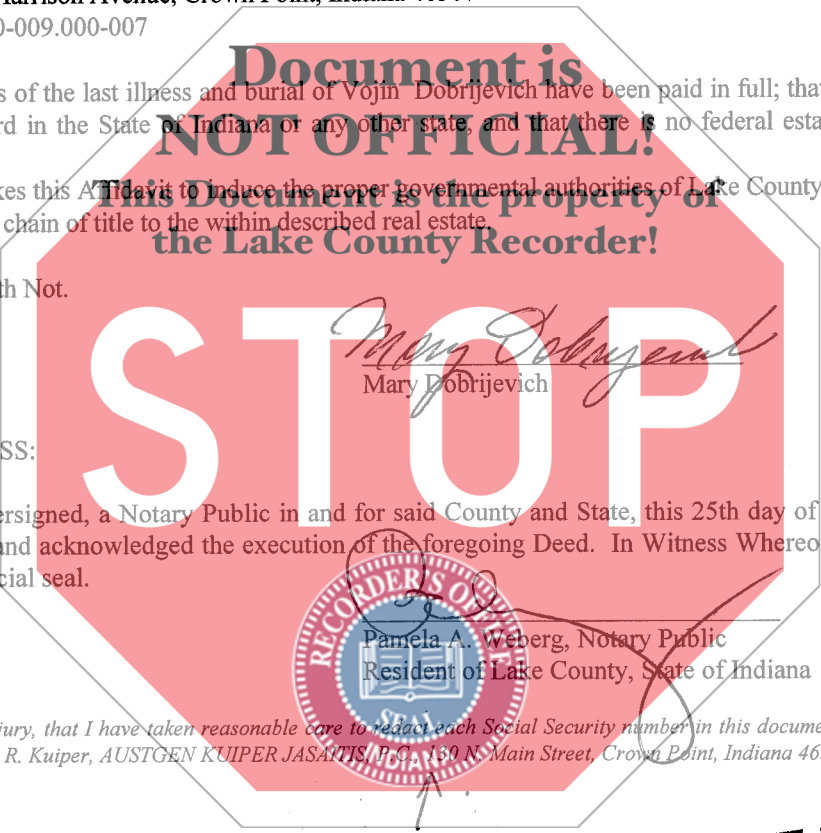 Harrison Avenue, Crown Point, Indiana
0-009.000-007
Document is
s of the last illness and burial of Vojin Dobrijevich have been paid in full; tha
rd in the State of Indiana or any other state, and that there is no federal esta
NOT OFFICIAL!
kes this Affidavit to induce the proper governmental authorities of Lake County
This Document is the property of
chain of title to the within described real estate.
the Lake County Recorder!
th Not.
STOP
Mary Dobrijevich
Mary Dobrijevich
SS:
ersigned, a Notary Public in and for said County and State, this 25th day of
and acknowledged the execution of the foregoing Deed. In Witness Whereo
cial seal.
RECORDER'S OFFICE
Pamela A. Weberg, Notary Public
Resident of Lake County, State of Indiana
SEAL
INDIANA
jury, that I have taken reasonable care to redact each Social Security number in this docume
R. Kuiper, AUSTGEN KUIPER JASAITIS, P.C., 130 N. Main Street, Crown Point, Indiana 46